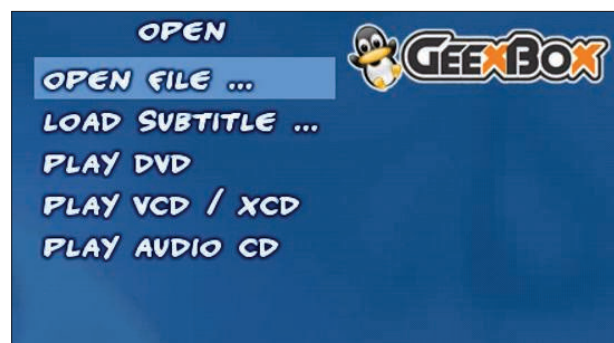 OPEN
GEEXBOX
OPEN FILE ...
LOAD SUBTITLE ...
PLAY DVD
PLAY VCD / XCD
PLAY AUDIO CD